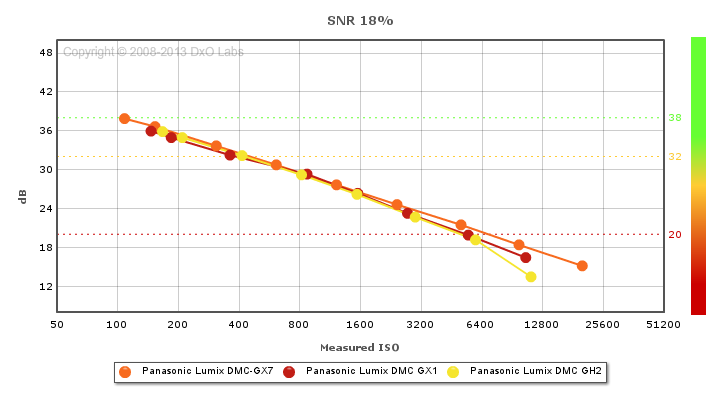 SNR 18%
Copyright © 2008-2013 DxO Labs
48
42
36
30
24
18
12
dB
38
32
20
50 100 200 400 800 1600 3200 6400 12800 25600 51200
Measured ISO
Panasonic Lumix DMC-GX7 Panasonic Lumix DMC GX1 Panasonic Lumix DMC GH2